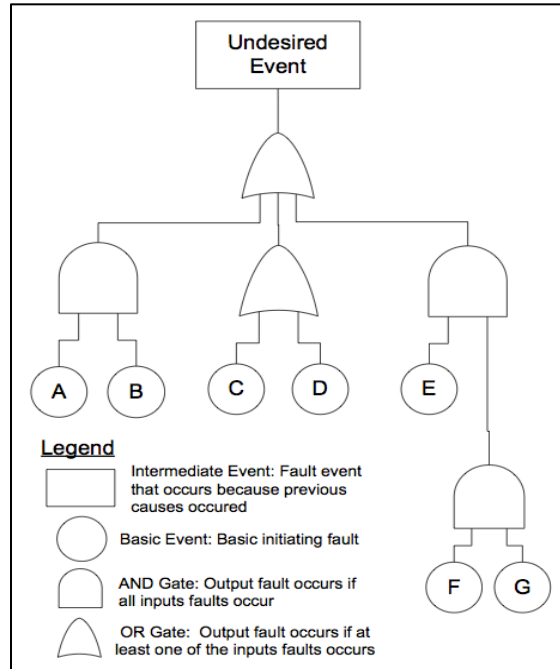 Undesired
Event
A
B
C
D
E
F
G
Legend
Intermediate Event: Fault event
that occurs because previous
causes occured
Basic Event: Basic initiating fault
AND Gate: Output fault occurs if
all inputs faults occur
OR Gate: Output fault occurs if at
least one of the inputs faults occurs